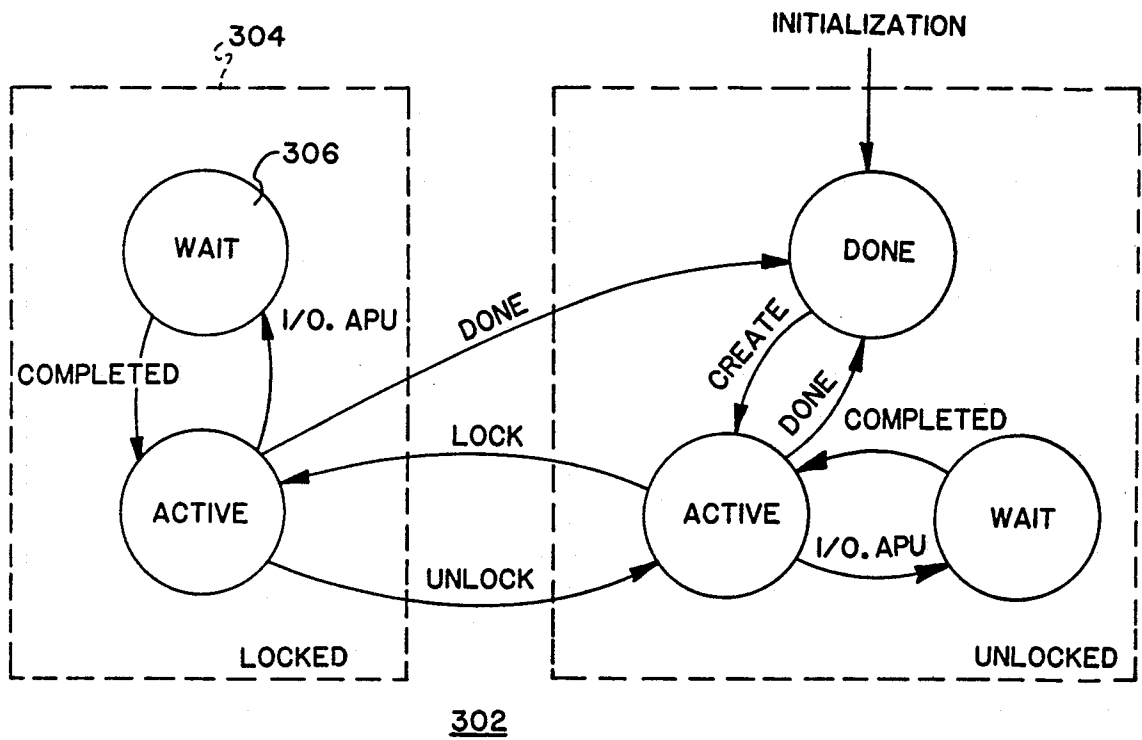 INITIALIZATION
304
306
WAIT
DONE
I/O. APU
DONE
CREATE
COMPLETED
DONE
COMPLETED
LOCK
ACTIVE
ACTIVE
WAIT
I/O. APU
UNLOCK
LOCKED
UNLOCKED
302